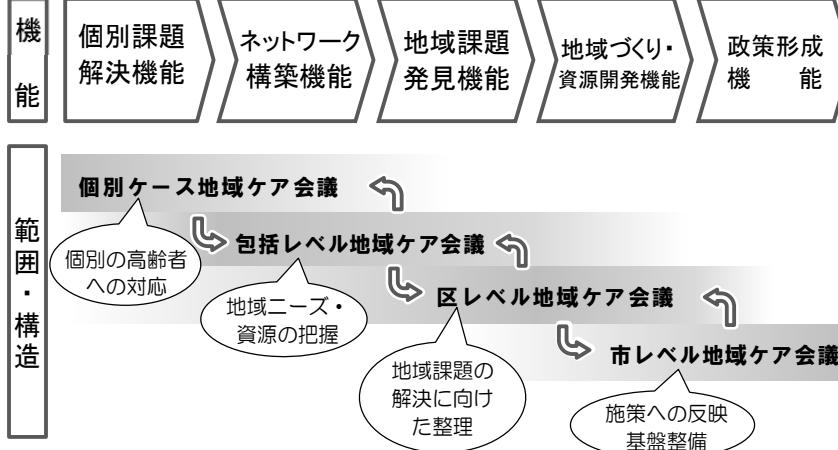 機
能
個別課題
解決機能
ネットワーク
構築機能
地域課題
発見機能
地域づくり・
資源開発機能
政策形成
機 能
範囲・構造
個別ケース地域ケア会議
個別の高齢者
への対応
包括レベル地域ケア会議
地域ニーズ・
資源の把握
区レベル地域ケア会議
地域課題の
解決に向け
た整理
市レベル地域ケア会議
施策への反映
基盤整備